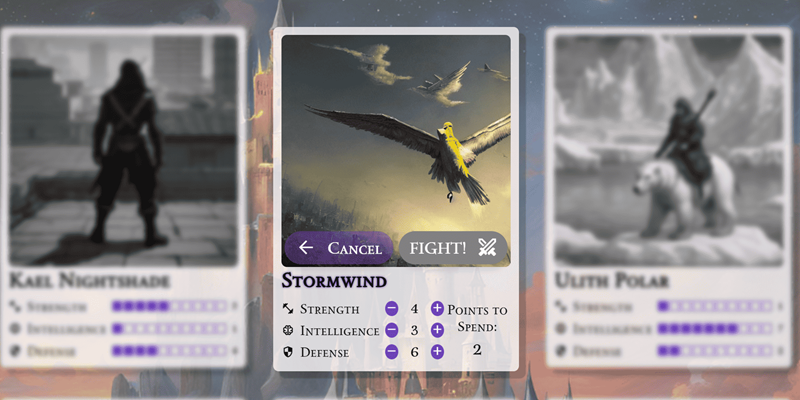 Cancel
FIGHT!
Kael Nightshade
Stormwind
Ulith Polar
Strength
Strength 4
Points to Spend:
2
Strength
Intelligence
Intelligence 3
Intelligence
Defense
Defense 6
Defense